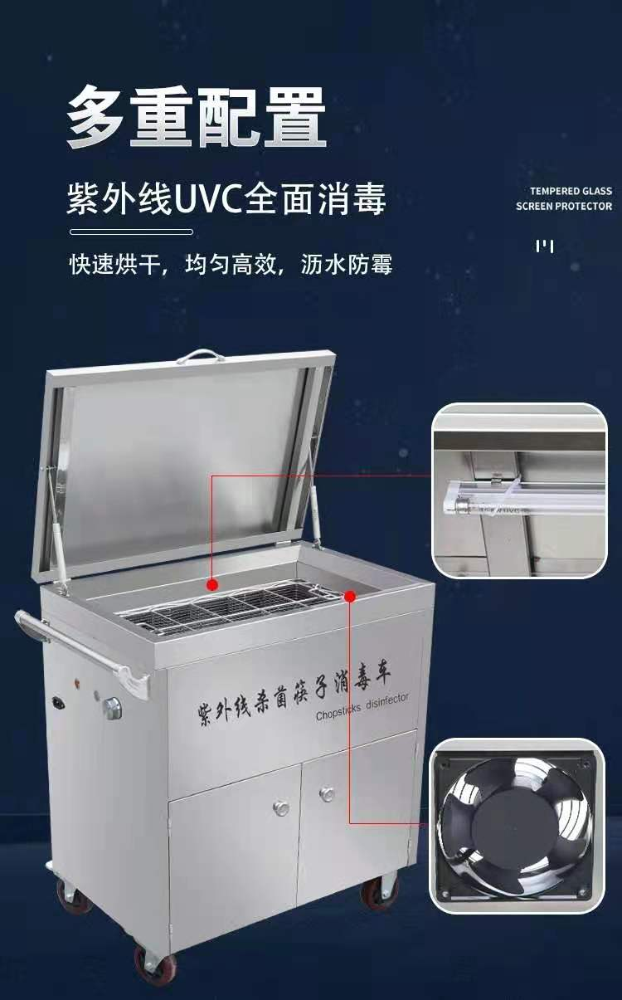 多重配置
紫外线UVC全面消毒
TEMPERED GLASS
SCREEN PROTECTOR
快速烘干，均匀高效，沥水防霉
UVC
紫外线杀菌筷子消毒车
Chopsticks disinfector